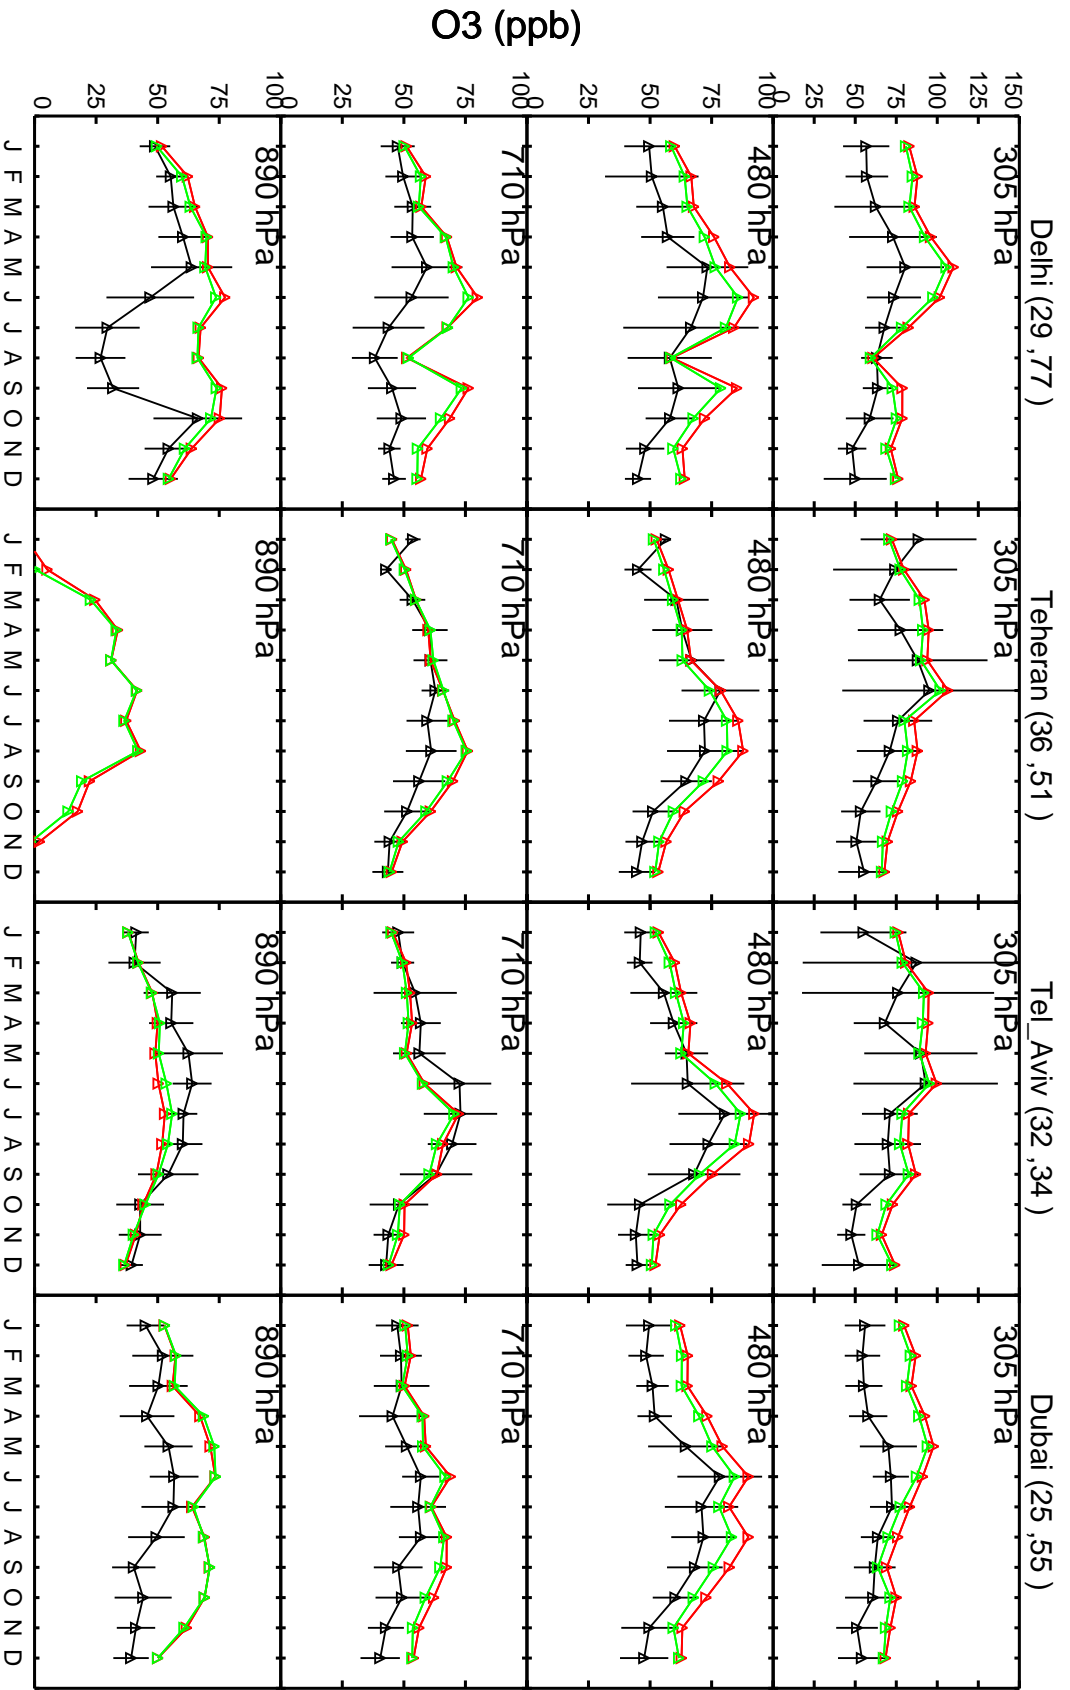 Delhi (29 ,77 )
Teheran (36 ,51 )
Tel_Aviv (32 ,34 )
Dubai (25 ,55 )
O3 (ppb)
305 hPa
305 hPa
305 hPa
305 hPa
150
125
100
75
50
25
0
480 hPa
480 hPa
480 hPa
480 hPa
100
75
50
25
0
710 hPa
710 hPa
710 hPa
710 hPa
100
75
50
25
0
890 hPa
890 hPa
890 hPa
890 hPa
100
75
50
25
0
J F M A M J J A S O N D
J F M A M J J A S O N D
J F M A M J J A S O N D
J F M A M J J A S O N D